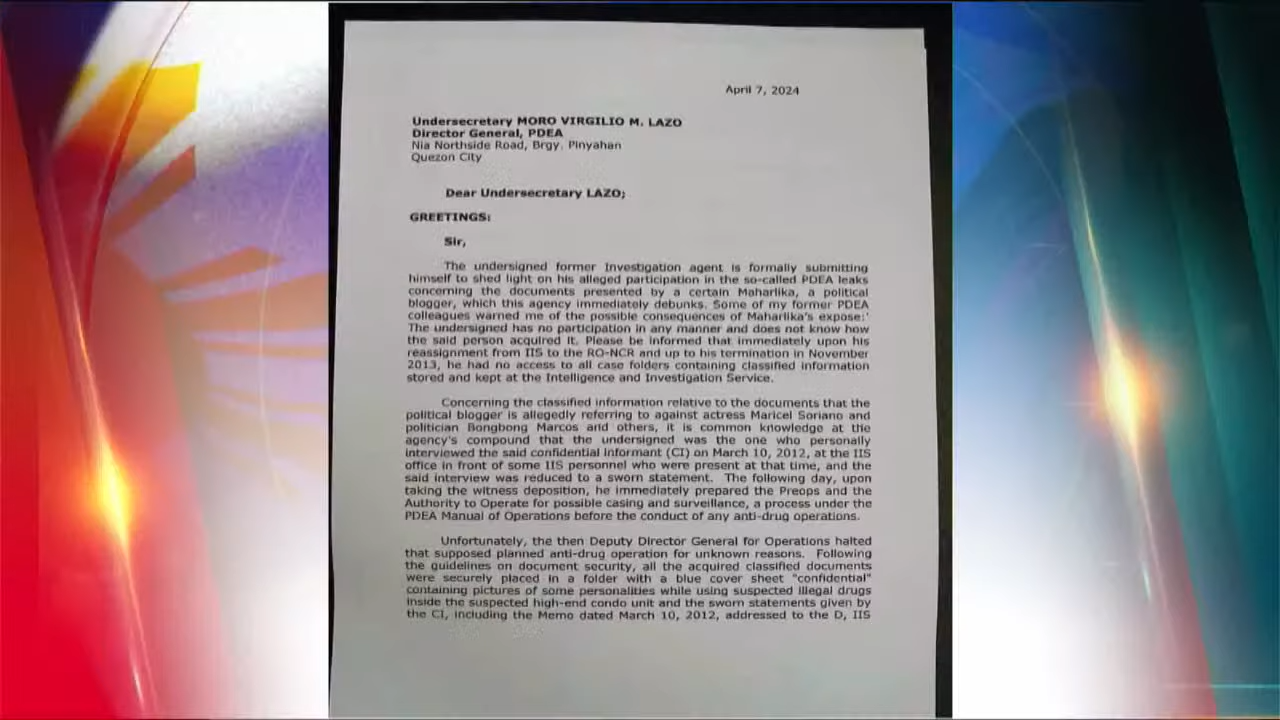 April 7, 2024
Undersecretary MORO VIRGILIO M. LAZO
Director General, PDEA
Nia Northside Road, Brgy. Pinyahan
Quezon City
Dear Undersecretary LAZO;
GREETINGS:
Sir,
The undersigned former Investigation agent is formally submitting
himself to shed light on his alleged participation in the so-called PDEA leaks
concerning the documents presented by a certain Maharlika, a political
blogger, which this agency immediately debunks. Some of my former PDEA
colleagues warned me of the possible consequences of Maharlika's expose:'
The undersigned has no participation in any manner and does not know how
the said person acquired it. Please be informed that immediately upon his
reassignment from IIS to the RO-NCR and up to his termination in November
2013, he had no access to all case folders containing classified information
stored and kept at the Intelligence and Investigation Service.
Concerning the classified information relative to the documents that the
political blogger is allegedly referring to against actress Maricel Soriano and
politician Bongbong Marcos and others, it is common knowledge at the
agency's compound that the undersigned was the one who personally
interviewed the said confidential informant (CI) on March 10, 2012, at the IIS
office in front of some IIS personnel who were present at that time, and the
said interview was reduced to a sworn statement. The following day, upon
taking the witness deposition, he immediately prepared the Preops and the
Authority to Operate for possible casing and surveillance, a process under the
PDEA Manual of Operations before the conduct of any anti-drug operations.
Unfortunately, the then Deputy Director General for Operations halted
that supposed planned anti-drug operation for unknown reasons. Following
the guidelines on document security, all the acquired classified documents
were securely placed in a folder with a blue cover sheet "confidential"
containing pictures of some personalities while using suspected illegal drugs
inside the suspected high-end condo unit and the sworn statements given by
the CI, including the Memo dated March 10, 2012, addressed to the D, IIS